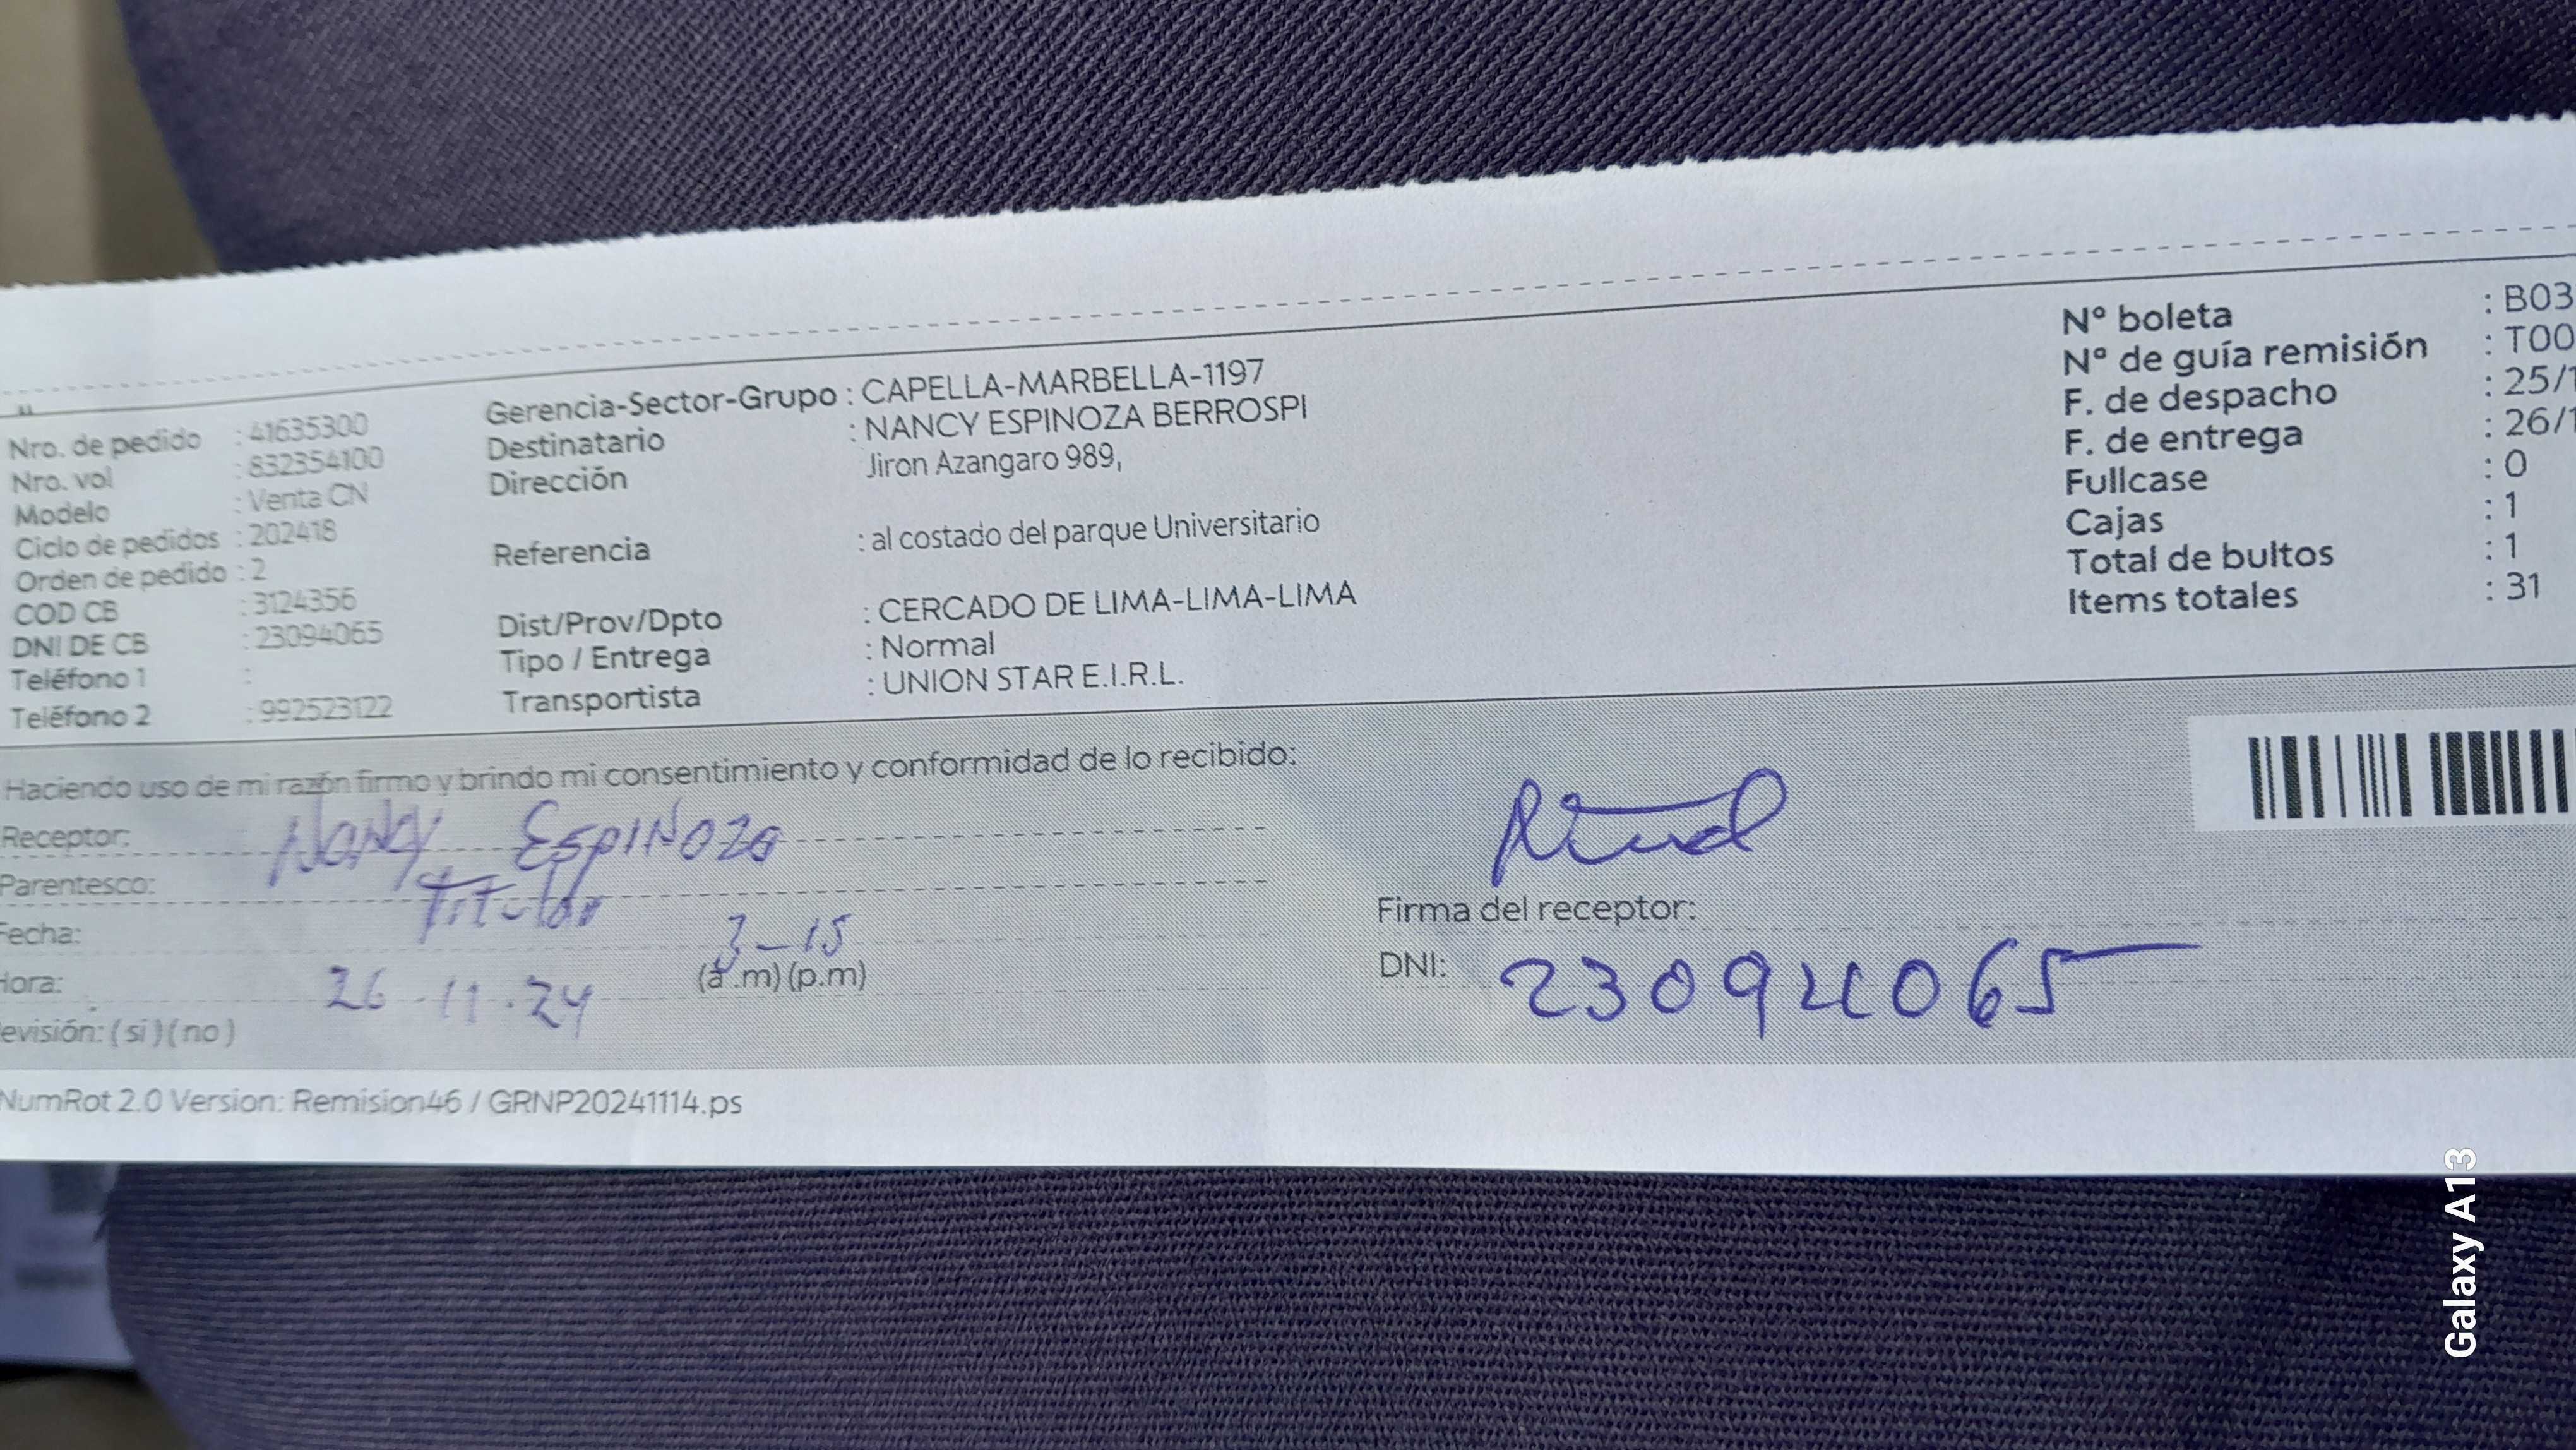 Nro. de pedido : 41635300
Nro. vol : 832354100
Modelo : Venta CN
Ciclo de pedidos : 202418
Orden de pedido : 2
COD CB : 3124356
DNI DE CB : 23094065
Teléfono 1 :
Teléfono 2 : 992523122
Gerencia-Sector-Grupo : CAPELLA-MARBELLA-1197
Destinatario : NANCY ESPINOZA BERROSPI
Dirección Jiron Azangaro 989,
Referencia : al costado del parque Universitario
Dist/Prov/Dpto : CERCADO DE LIMA-LIMA-LIMA
Tipo / Entrega : Normal
Transportista : UNION STAR E.I.R.L.
N° boleta : B03
N° de guía remisión : T00
F. de despacho : 25/1
F. de entrega : 26/1
Fullcase : 0
Cajas : 1
Total de bultos : 1
Items totales : 31
Haciendo uso de mi razón firmo y brindo mi consentimiento y conformidad de lo recibido:
Receptor: Nancy Espinoza
Parentesco: Titular
Fecha:
3-15
Hora: 26-11-24 (a.m) (p.m)
evisión: ( si ) ( no )
Firma del receptor:
DNI: 23094065
NumRot 2.0 Version: Remision46 / GRNP20241114.ps
Galaxy A13